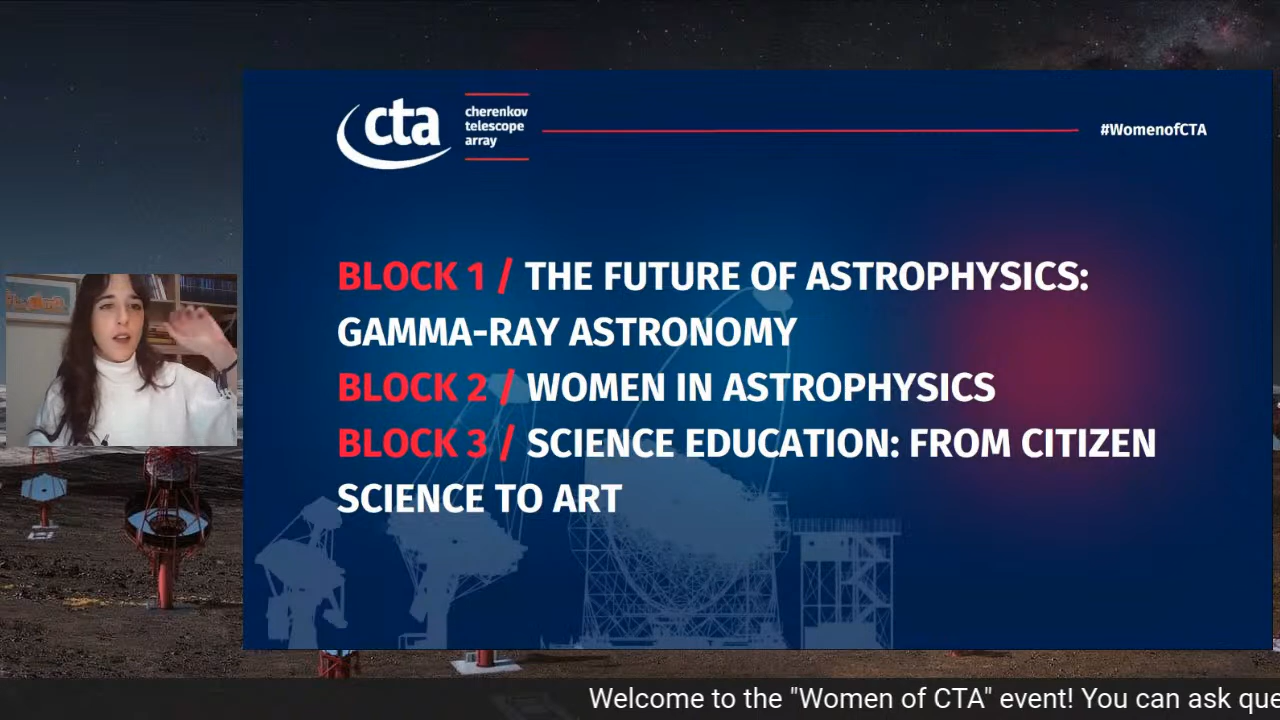 cta
cherenkov
telescope
array
#WomenofCTA
BLOCK 1 / THE FUTURE OF ASTROPHYSICS:
GAMMA-RAY ASTRONOMY
BLOCK 2 / WOMEN IN ASTROPHYSICS
BLOCK 3 / SCIENCE EDUCATION: FROM CITIZEN
SCIENCE TO ART
Welcome to the "Women of CTA" event! You can ask que